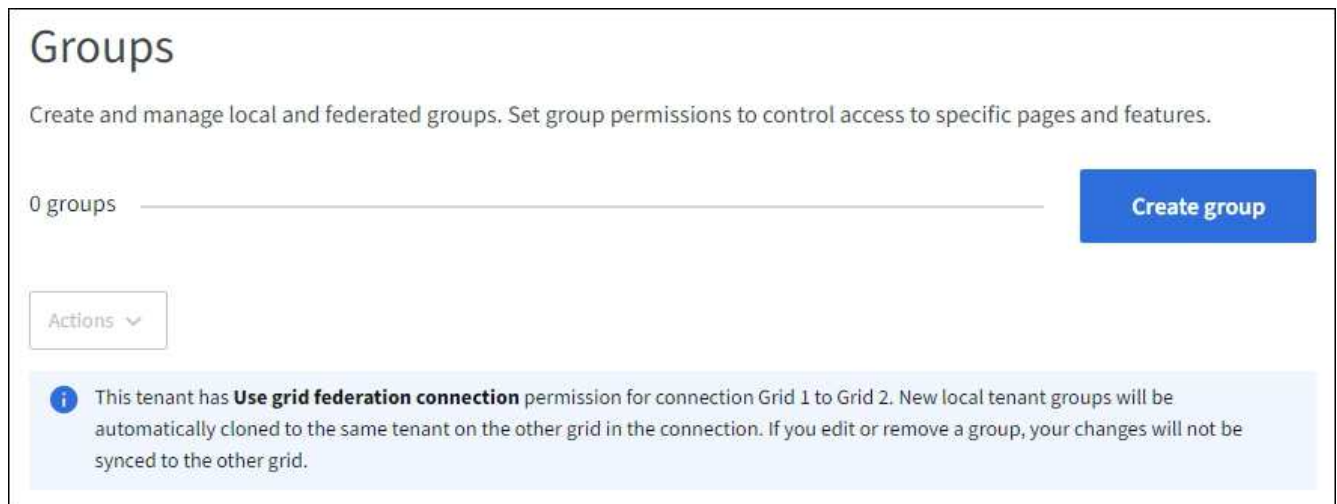 Groups
Create and manage local and federated groups. Set group permissions to control access to specific pages and features.
0 groups
Create group
Actions
This tenant has Use grid federation connection permission for connection Grid 1 to Grid 2. New local tenant groups will be
automatically cloned to the same tenant on the other grid in the connection. If you edit or remove a group, your changes will not be
synced to the other grid.